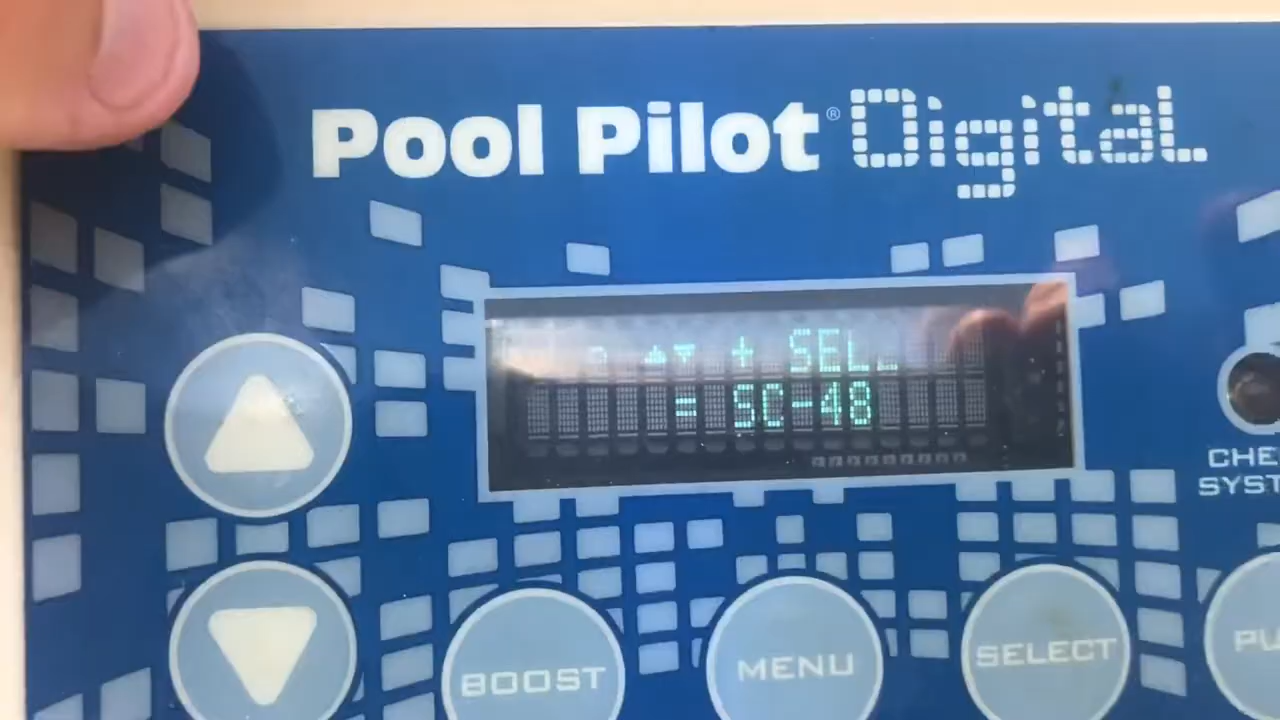 Pool Pilot® Digital
▲▼ + SEL
= SC-48
BOOST
MENU
SELECT